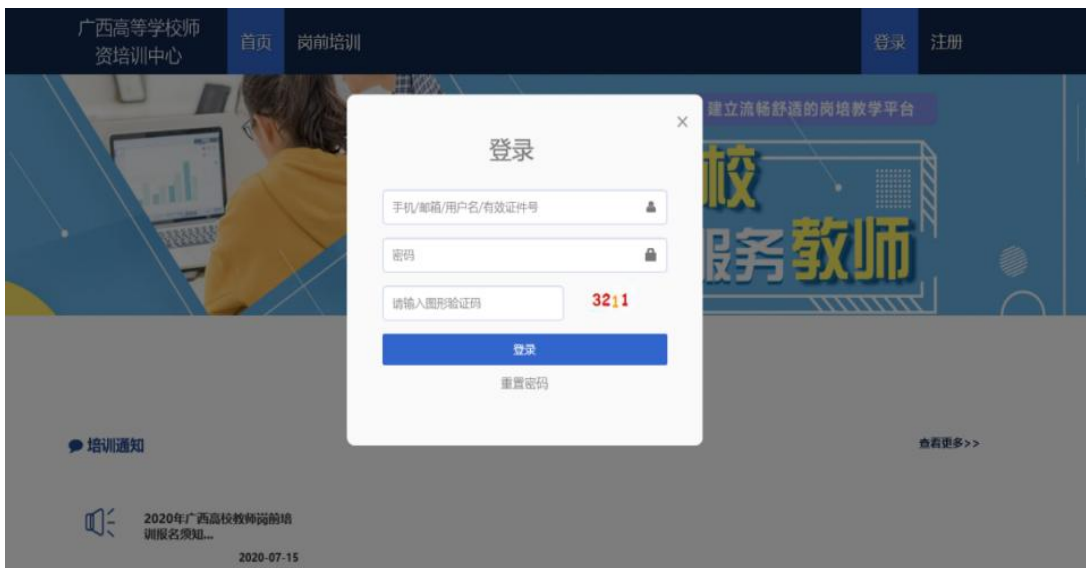 广西高等学校师
资培训中心
首页
岗前培训
登录
注册
建立流畅舒适的岗培教学平台
校
服务教师
×
登录
手机/邮箱/用户名/有效证件号
密码
请输入图形验证码
3211
登录
重置密码
培训通知
查看更多>>
2020年广西高校教师岗前培
训报名须知...
2020-07-15